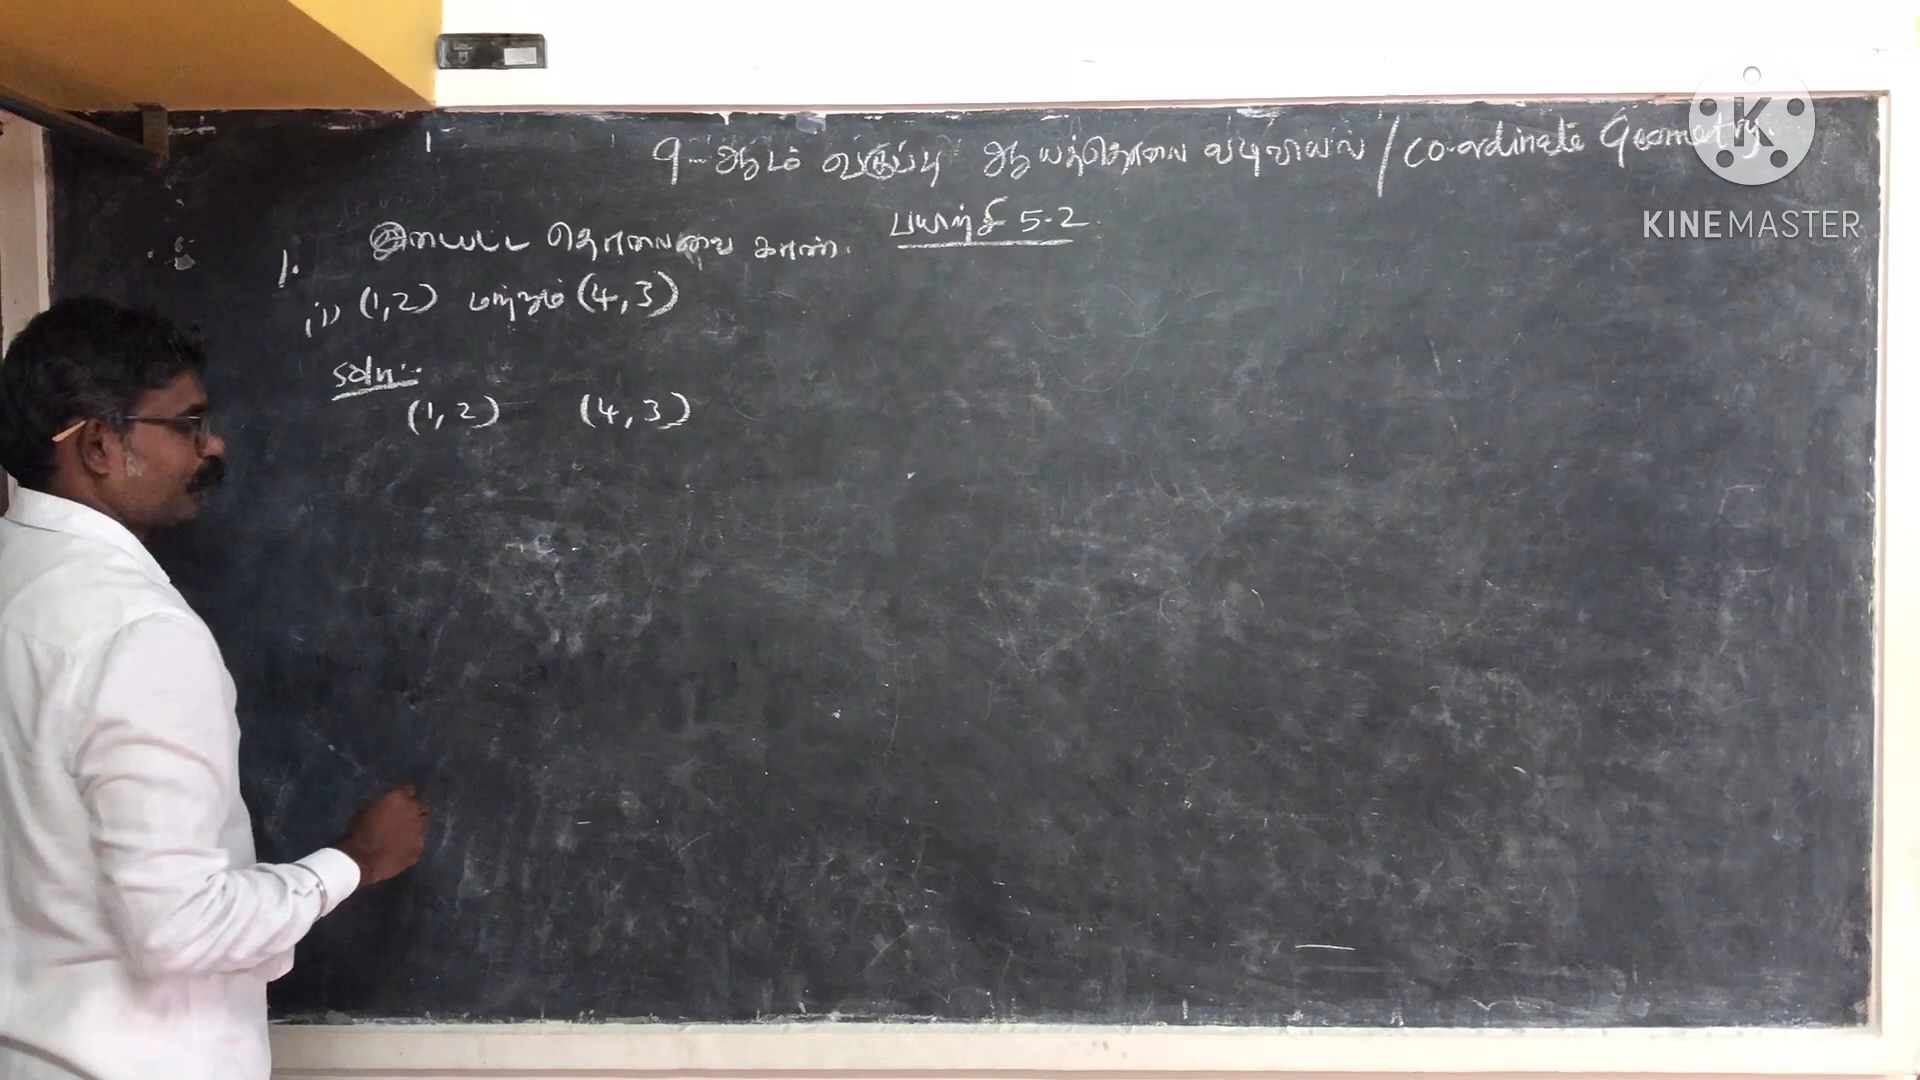 9-ஆம் வகுப்பு ஆயத்தொலை வடிவியல் / Co-ordinate Geometry.
பயிற்சி 5.2
1. இடைப்பட்ட தொலைவை காண்.
(i) (1,2) மற்றும் (4,3)
Soln:-
(1,2) (4,3)
K
KINEMASTER